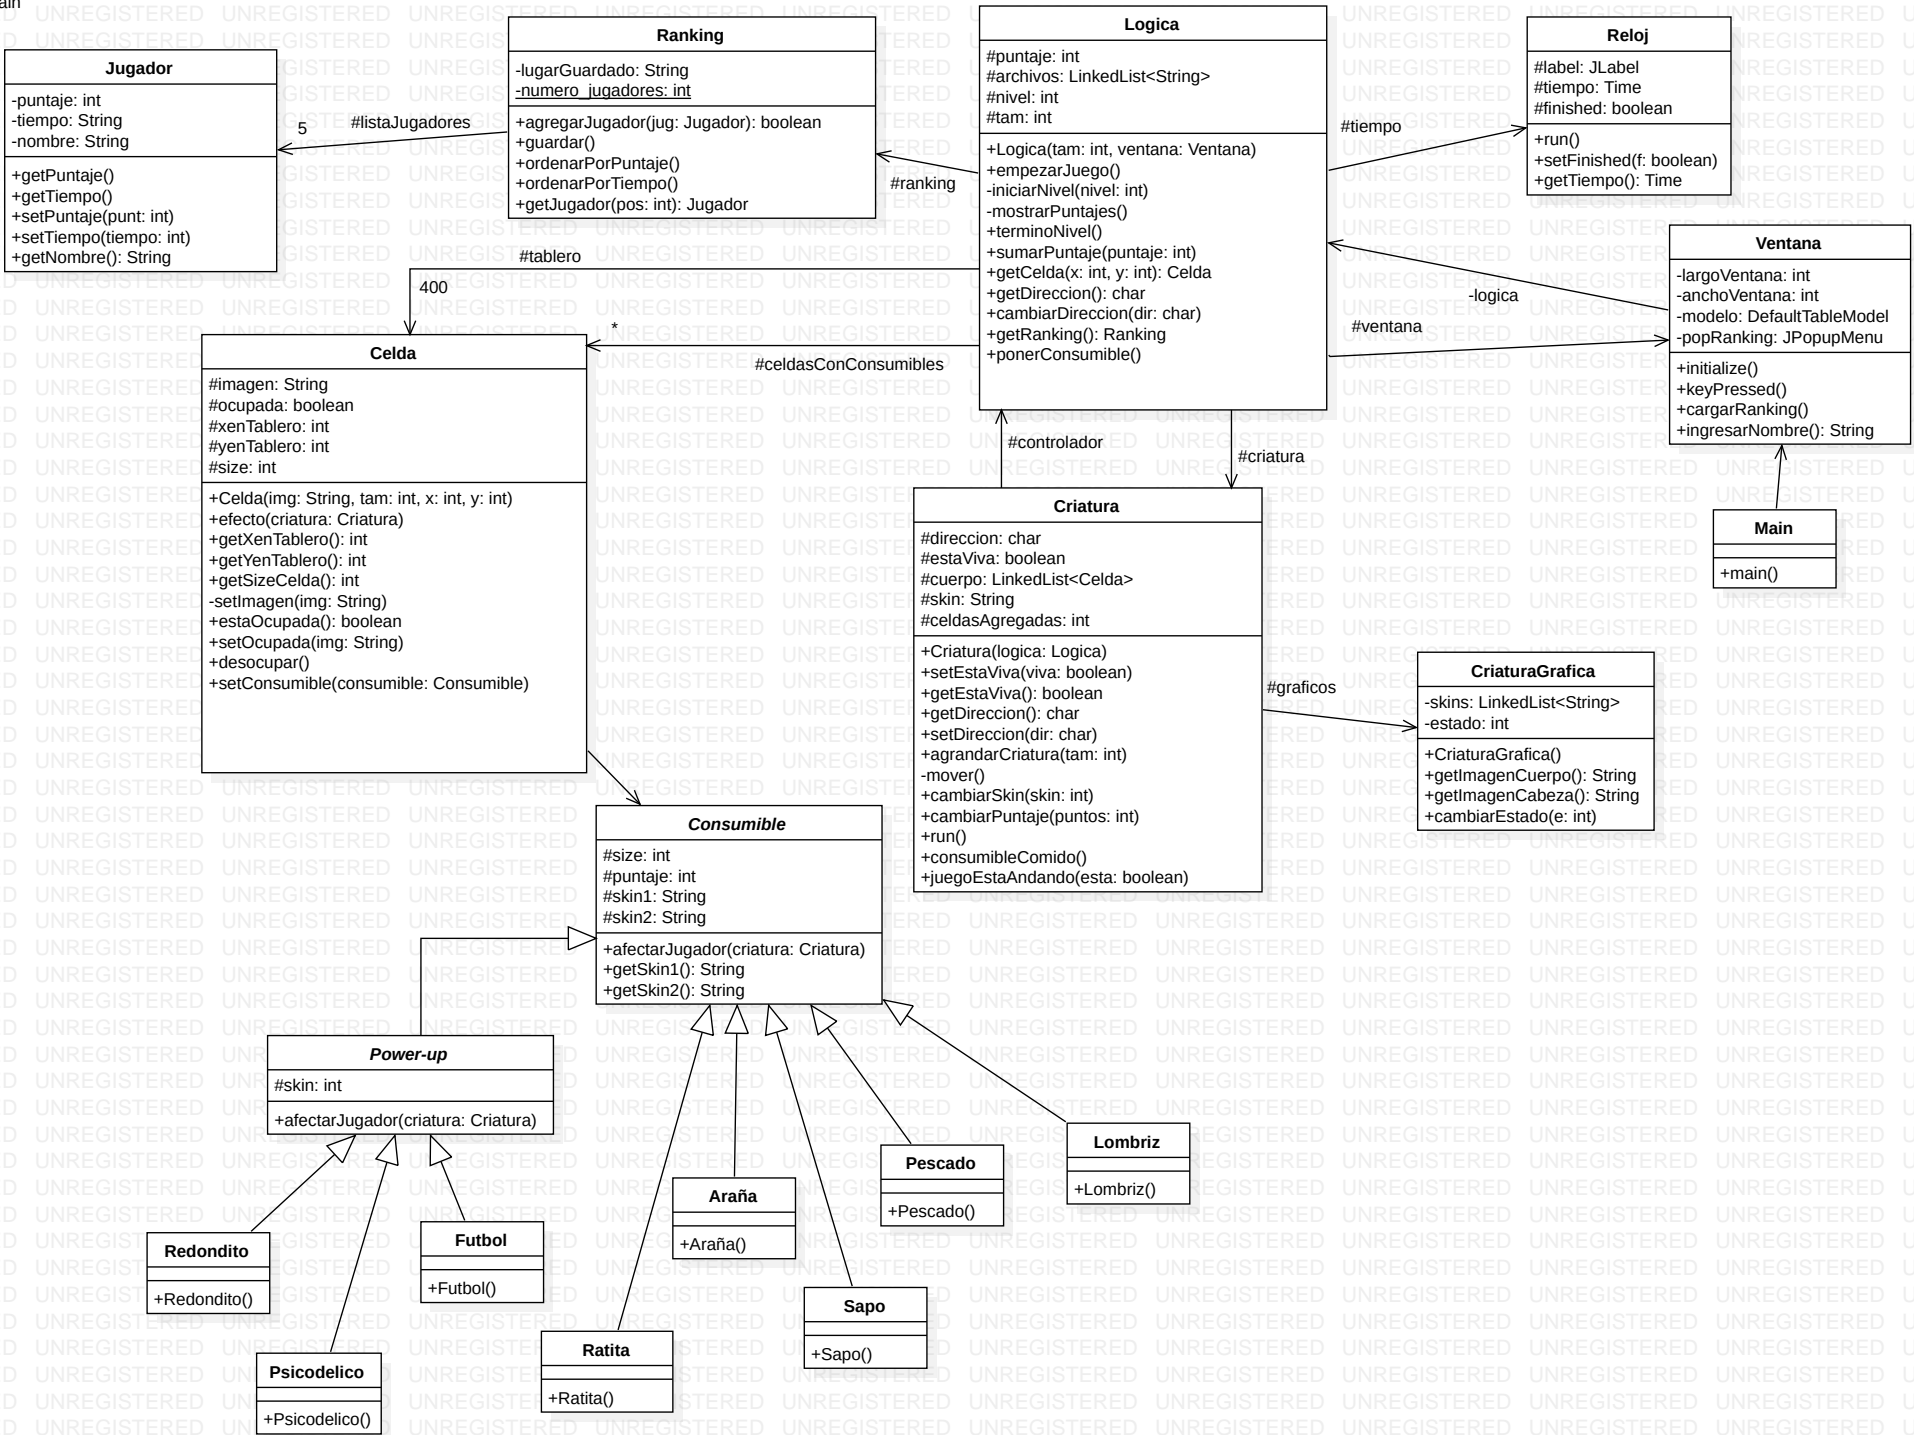 ain
Jugador
-puntaje: int
-tiempo: String
-nombre: String
+getPuntaje()
+getTiempo()
+setPuntaje(punt: int)
+setTiempo(tiempo: int)
+getNombre(): String
5
#listaJugadores
Ranking
-lugarGuardado: String
-numero_jugadores: int
+agregarJugador(jug: Jugador): boolean
+guardar()
+ordenarPorPuntaje()
+ordenarPorTiempo()
+getJugador(pos: int): Jugador
#ranking
Logica
#puntaje: int
#archivos: LinkedList<String>
#nivel: int
#tam: int
+Logica(tam: int, ventana: Ventana)
+empezarJuego()
-iniciarNivel(nivel: int)
-mostrarPuntajes()
+terminoNivel()
+sumarPuntaje(puntaje: int)
+getCelda(x: int, y: int): Celda
+getDireccion(): char
+cambiarDireccion(dir: char)
+getRanking(): Ranking
+ponerConsumible()
#tiempo
Reloj
#label: JLabel
#tiempo: Time
#finished: boolean
+run()
+setFinished(f: boolean)
+getTiempo(): Time
-logica
#ventana
Ventana
-largoVentana: int
-anchoVentana: int
-modelo: DefaultTableModel
-popRanking: JPopupMenu
+initialize()
+keyPressed()
+cargarRanking()
+ingresarNombre(): String
Main
+main()
#tablero
400
*
#celdasConConsumibles
Celda
#imagen: String
#ocupada: boolean
#xenTablero: int
#yenTablero: int
#size: int
+Celda(img: String, tam: int, x: int, y: int)
+efecto(criatura: Criatura)
+getXenTablero(): int
+getYenTablero(): int
+getSizeCelda(): int
-setImagen(img: String)
+estaOcupada(): boolean
+setOcupada(img: String)
+desocupar()
+setConsumible(consumible: Consumible)
#controlador
#criatura
Criatura
#direccion: char
#estaViva: boolean
#cuerpo: LinkedList<Celda>
#skin: String
#celdasAgregadas: int
+Criatura(logica: Logica)
+setEstaViva(viva: boolean)
+getEstaViva(): boolean
+getDireccion(): char
+setDireccion(dir: char)
+agrandarCriatura(tam: int)
-mover()
+cambiarSkin(skin: int)
+cambiarPuntaje(puntos: int)
+run()
+consumibleComido()
+juegoEstaAndando(esta: boolean)
#graficos
CriaturaGrafica
-skins: LinkedList<String>
-estado: int
+CriaturaGrafica()
+getImagenCuerpo(): String
+getImagenCabeza(): String
+cambiarEstado(e: int)
Consumible
#size: int
#puntaje: int
#skin1: String
#skin2: String
+afectarJugador(criatura: Criatura)
+getSkin1(): String
+getSkin2(): String
Power-up
#skin: int
+afectarJugador(criatura: Criatura)
Redondito
+Redondito()
Psicodelico
+Psicodelico()
Futbol
+Futbol()
Ratita
+Ratita()
Araña
+Araña()
Sapo
+Sapo()
Pescado
+Pescado()
Lombriz
+Lombriz()
UNREGISTERED